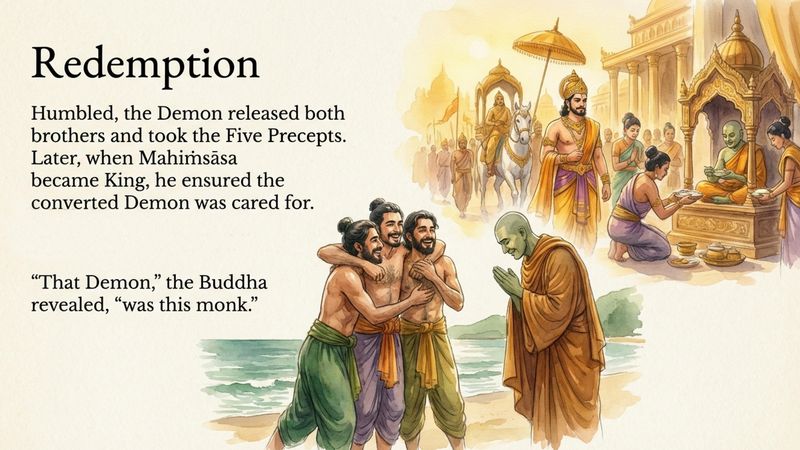 Redemption
Humbled, the Demon released both
brothers and took the Five Precepts.
Later, when Mahiṁsāsa
became King, he ensured the
converted Demon was cared for.
“That Demon,” the Buddha
revealed, “was this monk.”